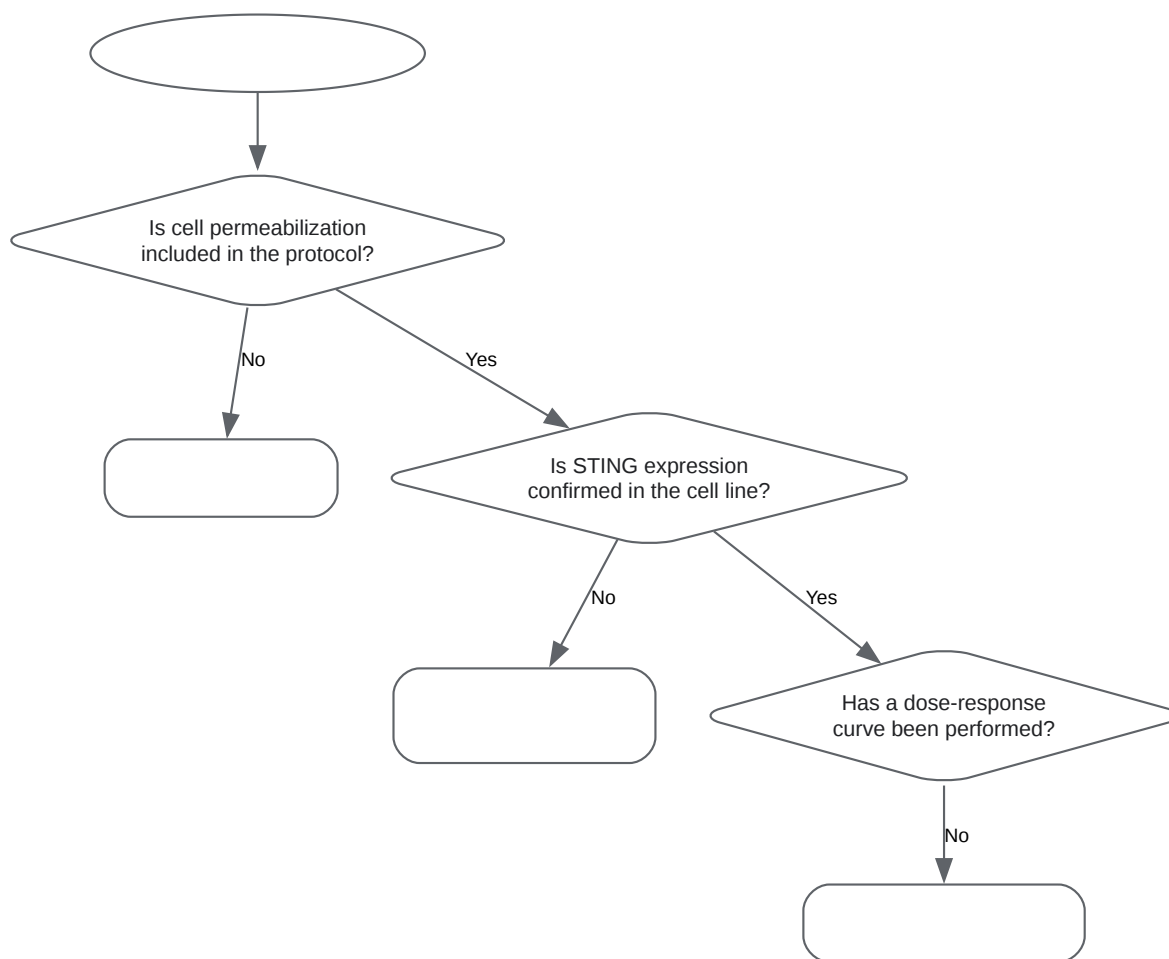 Is cell permeabilization
included in the protocol?
No
Yes
Is STING expression
confirmed in the cell line?
No
Yes
Has a dose-response
curve been performed?
No